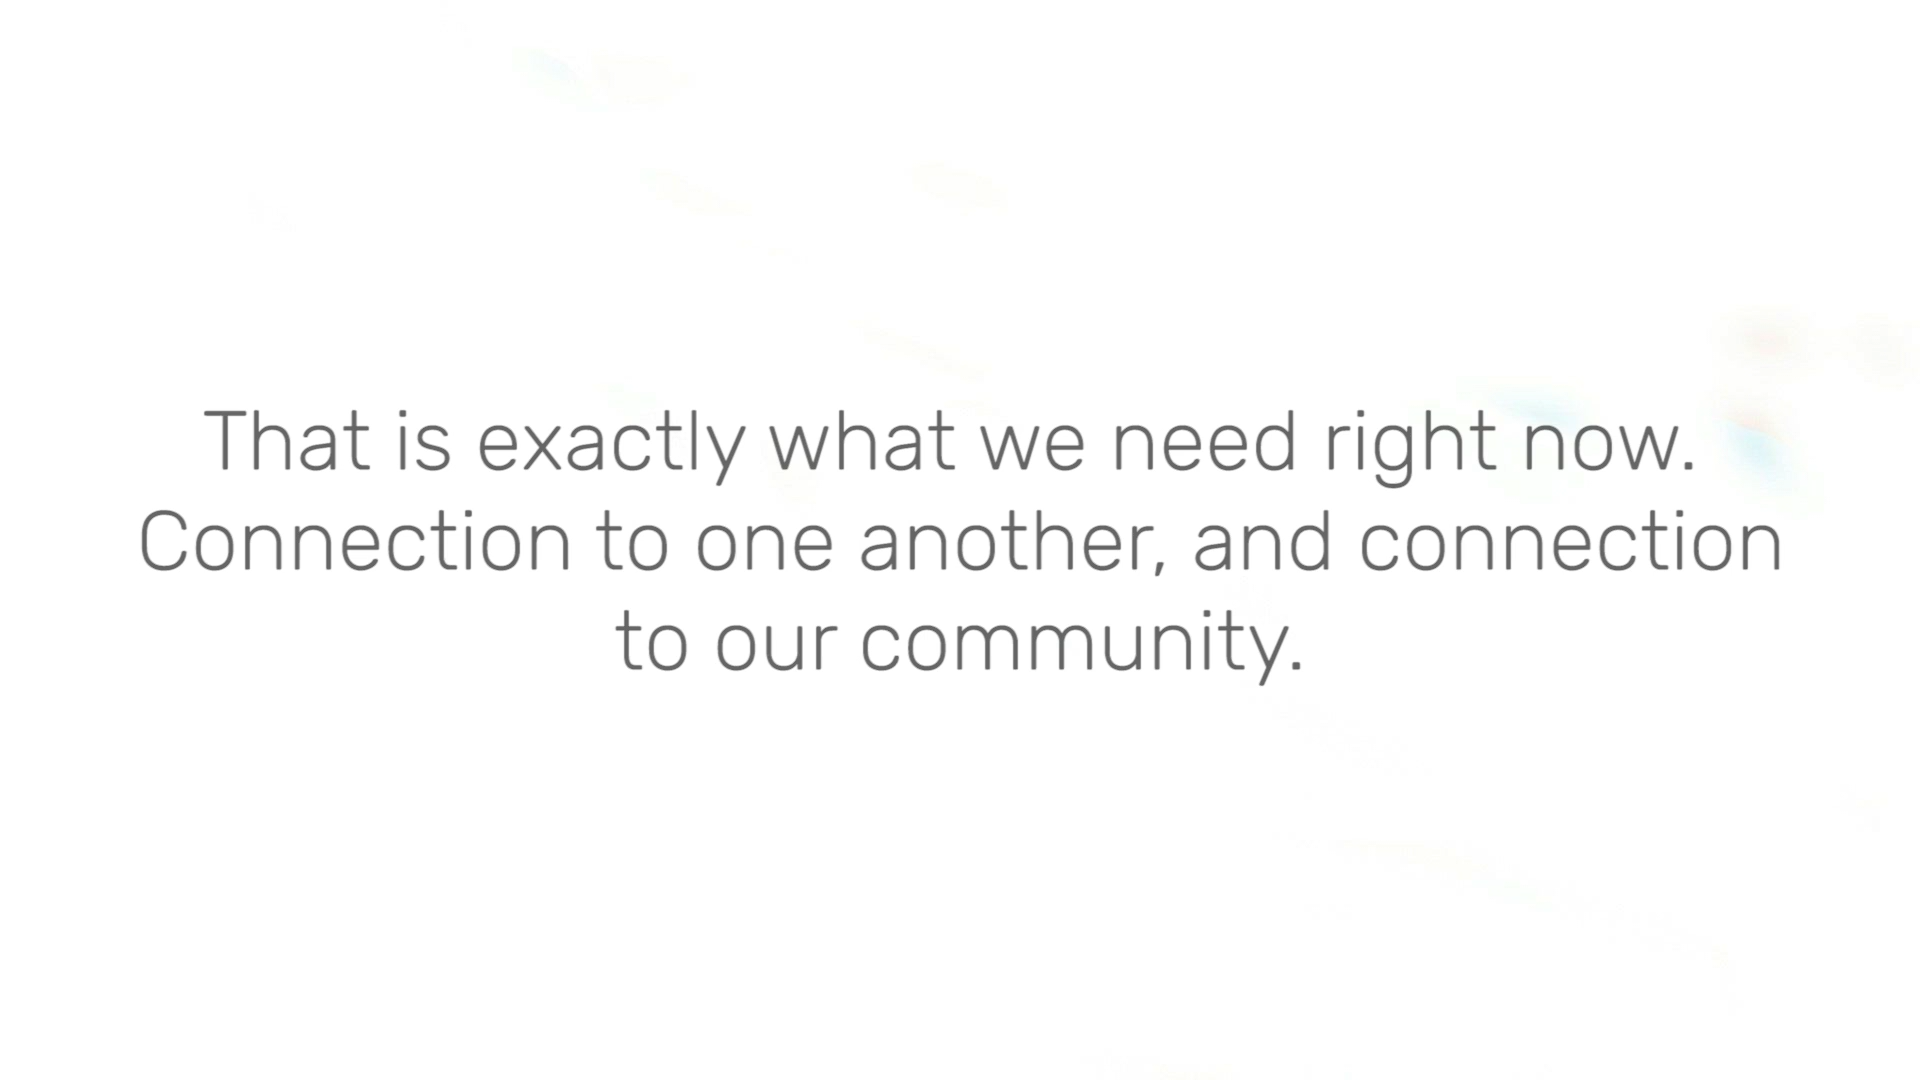 That is exactly what we need right now.
Connection to one another, and connection
to our community.